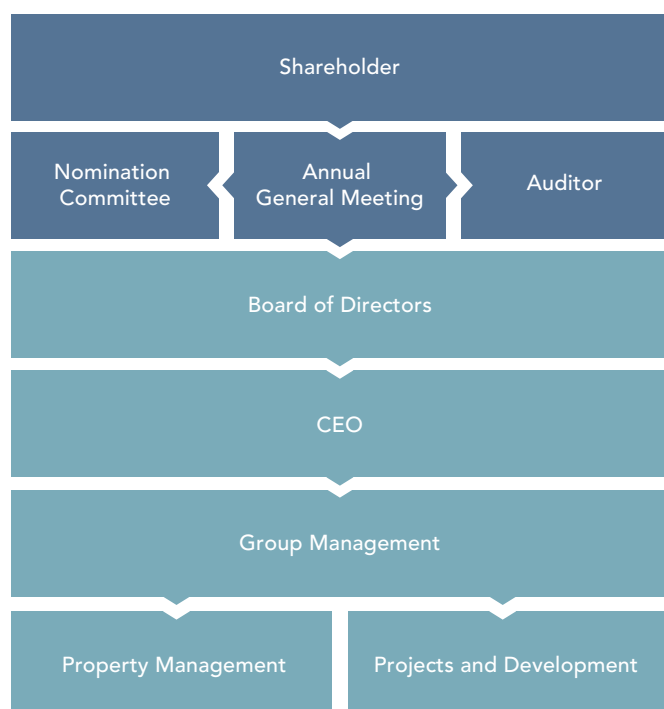 Shareholder
Nomination
Committee
Annual
General Meeting
Auditor
Board of Directors
CEO
Group Management
Property Management
Projects and Development